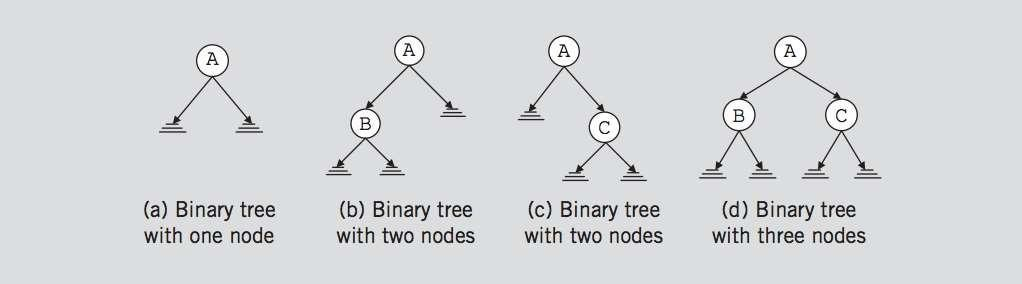 A
A
B
A
C
A
B
C
(a) Binary tree
with one node
(b) Binary tree
with two nodes
(c) Binary tree
with two nodes
(d) Binary tree
with three nodes